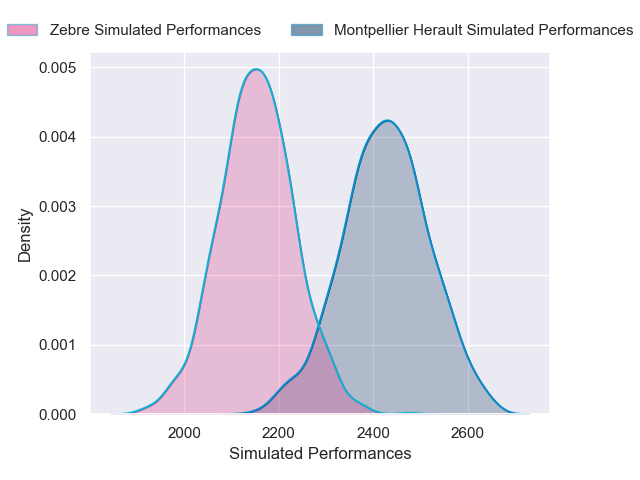 Zebre Simulated Performances
Montpellier Herault Simulated Performances
0.005
0.004
0.003
0.002
0.001
0.000
Density
2000
2200
2400
2600
Simulated Performances